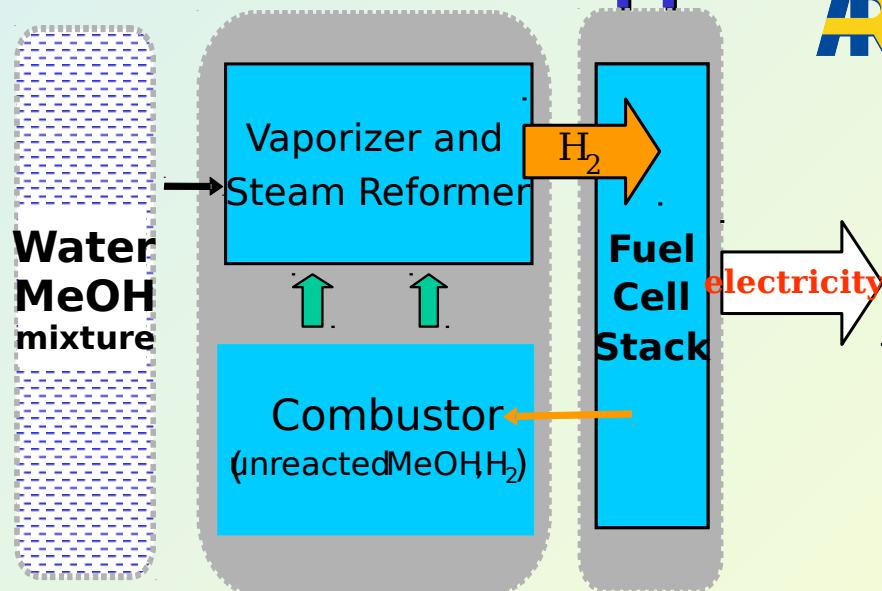 Water
MeOH
mixture
Vaporizer and
Steam Reformer
H2
Combustor
(unreacted MeOH, H2)
Fuel
Cell
Stack
electricity